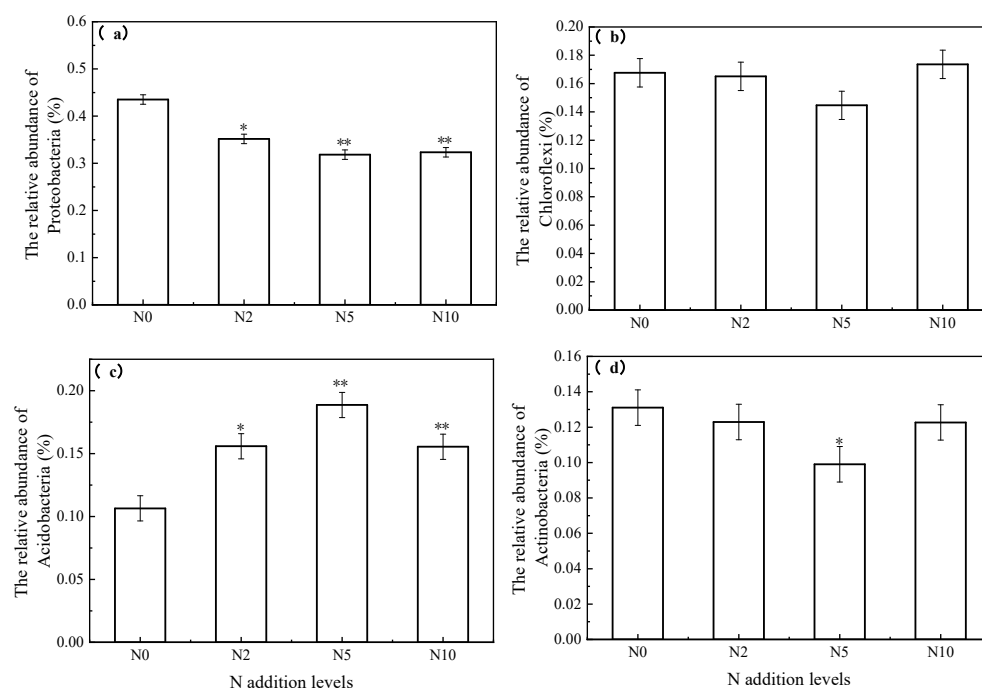 ( a)
The relative abundance of
Proteobacteria (%)
0.6
0.5
0.4
0.3
0.2
0.1
0.0
*
**
**
N0 N2 N5 N10
( b)
The relative abundance of
Chloroflexi (%)
0.20
0.18
0.16
0.14
0.12
0.10
0.08
0.06
0.04
0.02
0.00
N0 N2 N5 N10
( c)
The relative abundance of
Acidobacteria (%)
0.20
0.15
0.10
0.05
0.00
*
**
**
N0 N2 N5 N10
N addition levels
( d)
The relative abundance of
Actinobacteria (%)
0.16
0.14
0.12
0.10
0.08
0.06
0.04
0.02
0.00
*
N0 N2 N5 N10
N addition levels